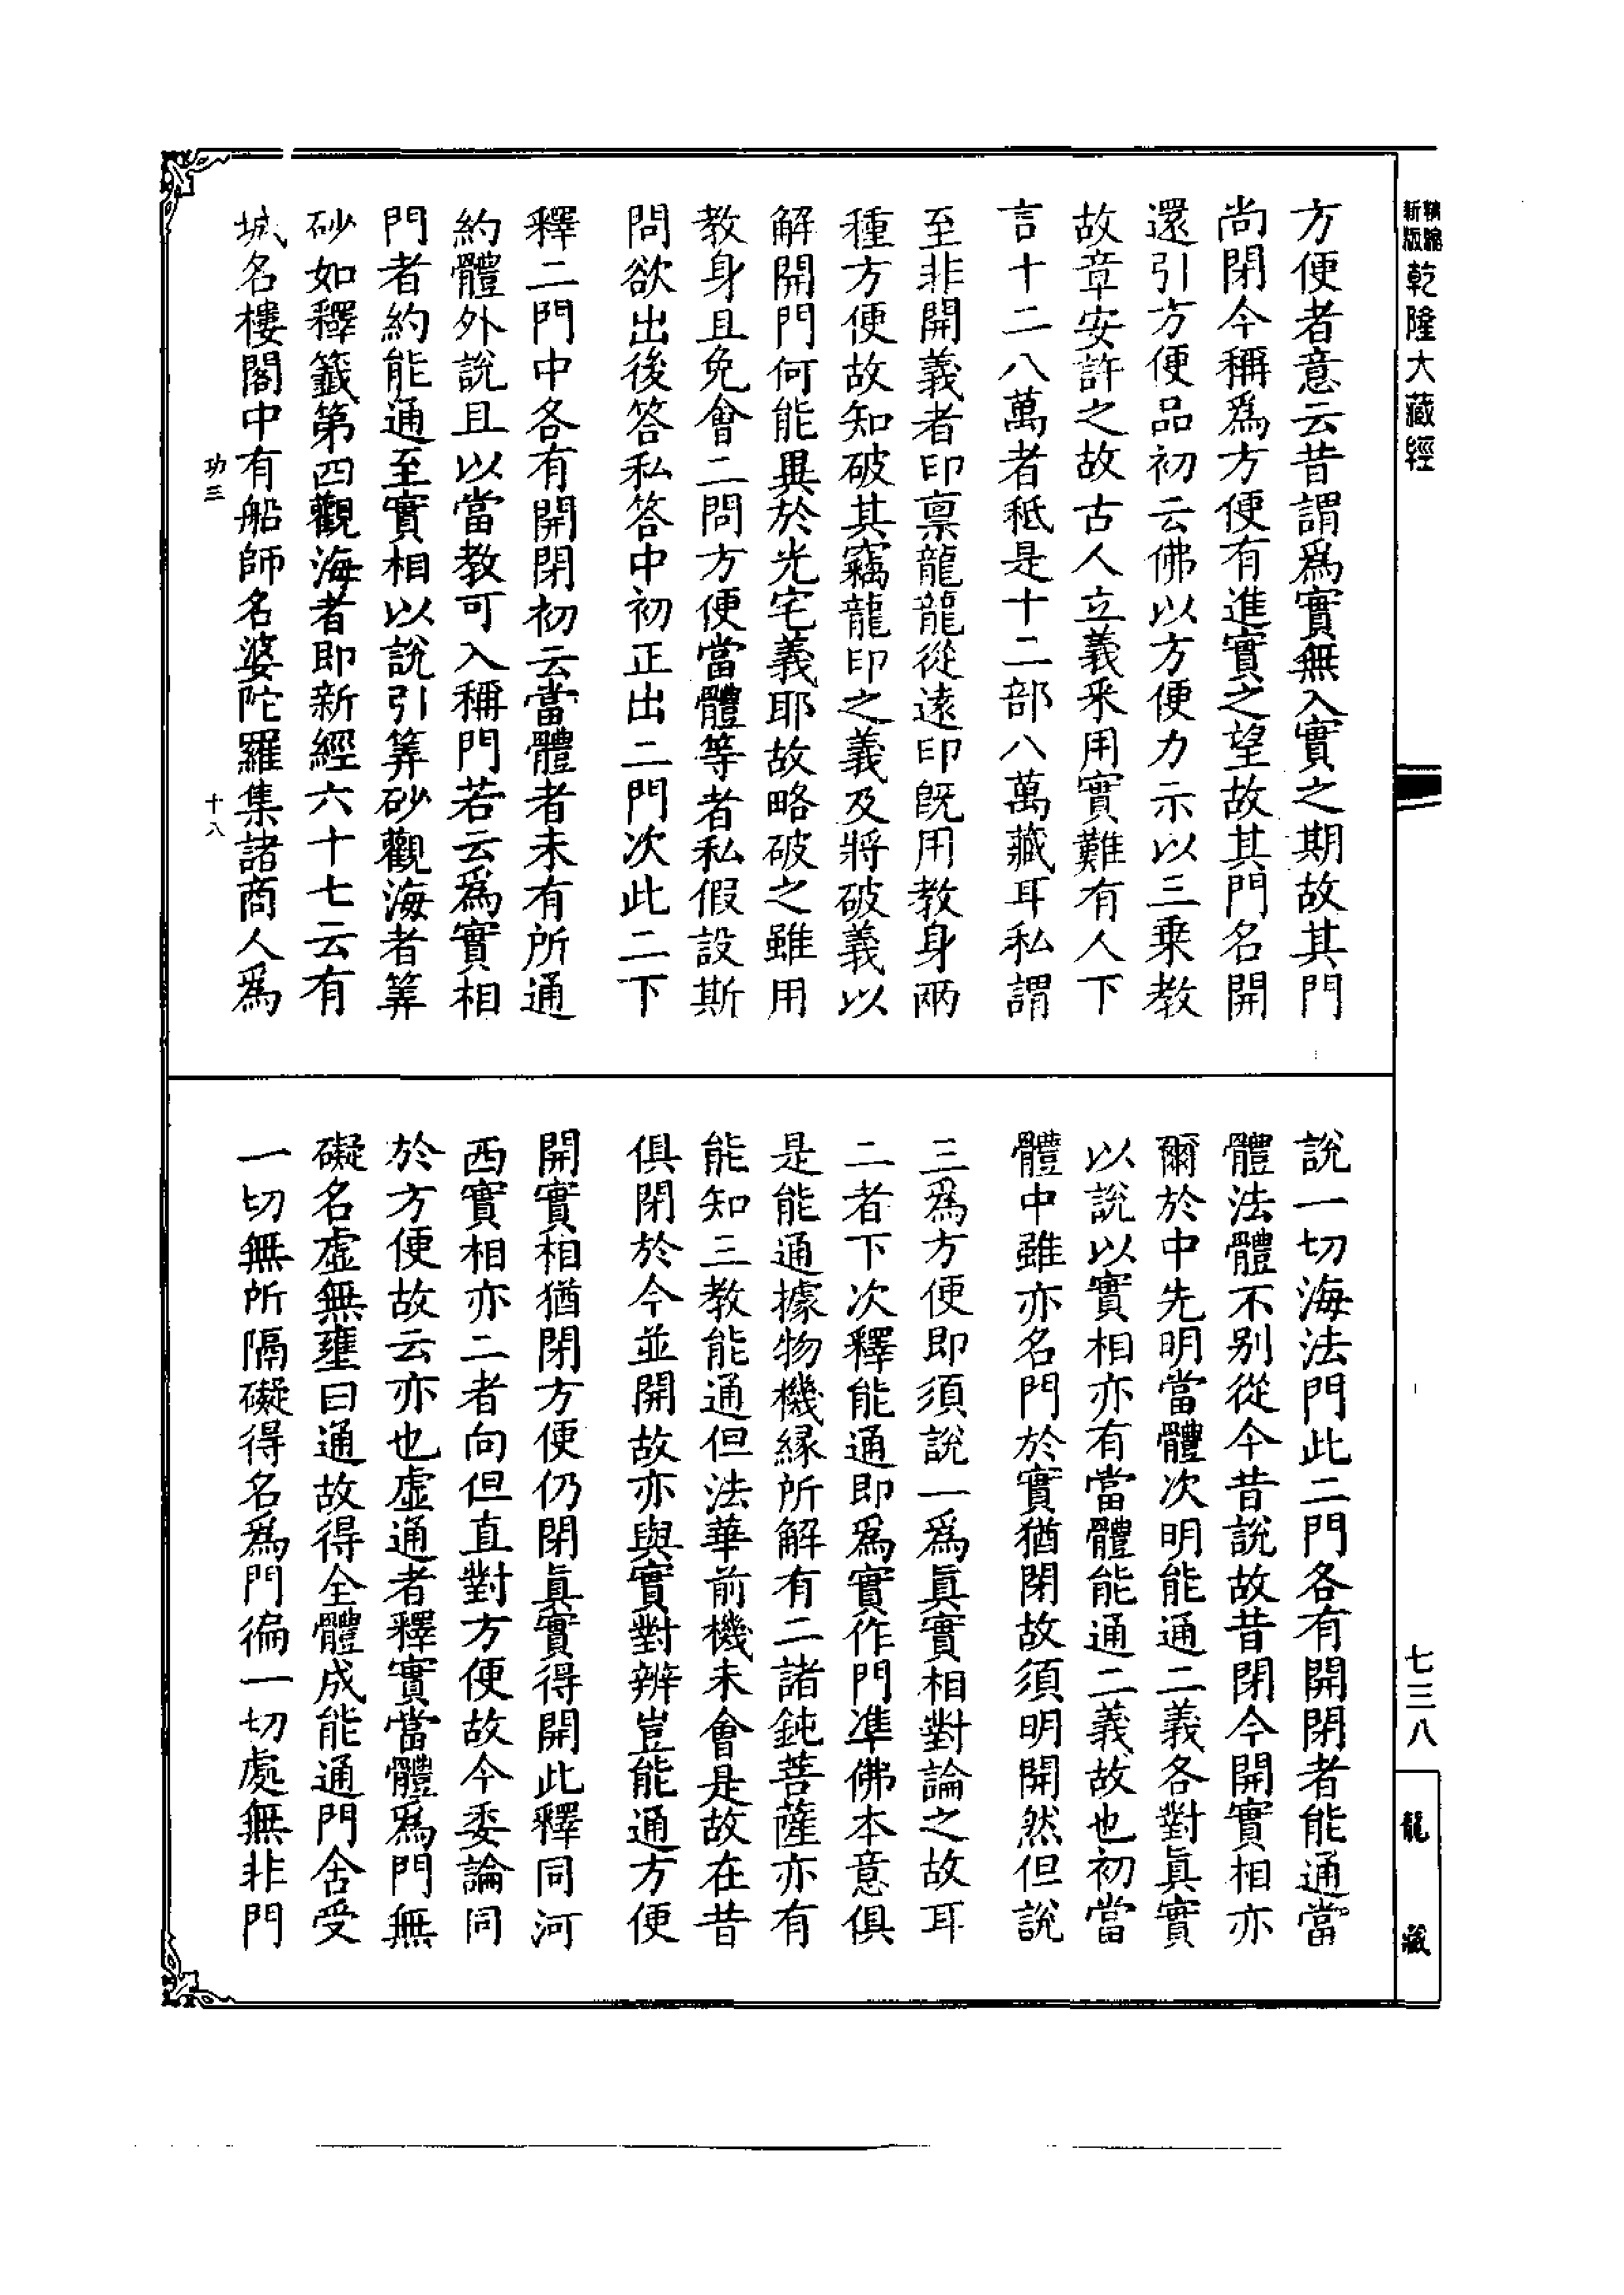 新版
精縮
乾隆大藏經
七三八
龍藏
方便者意云昔謂爲實無入實之期故其門
尚閉今稱爲方便有進實之望故其門名開
還引方便品初云佛以方便力示以三乗教
故章安許之故古人立義釆用實難有人下
言十二八萬者秖是十二部八萬藏耳私謂
至非開義者印禀龍龍從遠印旣用教身兩
種方便故知破其竊龍印之義及將破義以
解開門何能異於光宅義耶故略破之雖用
教身且免會二問方便當體等者私假設斯
問欲出後答私答中初正出二門次此二下
釋二門中各有開閉初云當體者未有所通
約體外說且以當教可入稱門若云爲實相
門者約能通至實相以說引筭砂觀海者筭
砂如釋籤第四觀海者即新經六十七云有
城名樓閣中有船師名婆陀羅集諸商人爲
功三
十八
說一切海法門此二門各有開閉者能通當
體法體不別從今昔說故昔閉今開實相亦
爾於中先明當體次明能通二義各對眞實
以說以實相亦有當體能通二義故也初當
體中雖亦名門於實猶閉故須明開然但說
三爲方便即須說一爲眞實相對論之故耳
二者下次釋能通即爲實作門準佛本意俱
是能通據物機緣所解有二諸鈍菩薩亦有
能知三教能通但法華前機未會是故在昔
俱閉於今並開故亦與實對辨豈能通方便
開實相猶閉方便仍閉眞實得開此釋同河
西實相亦二者向但直對方便故今委論同
於方便故云亦也虛通者釋實當體爲門無
礙名虛無壅曰通故得全體成能通門舍受
一切無所隔礙得名爲門徧一切處無非門